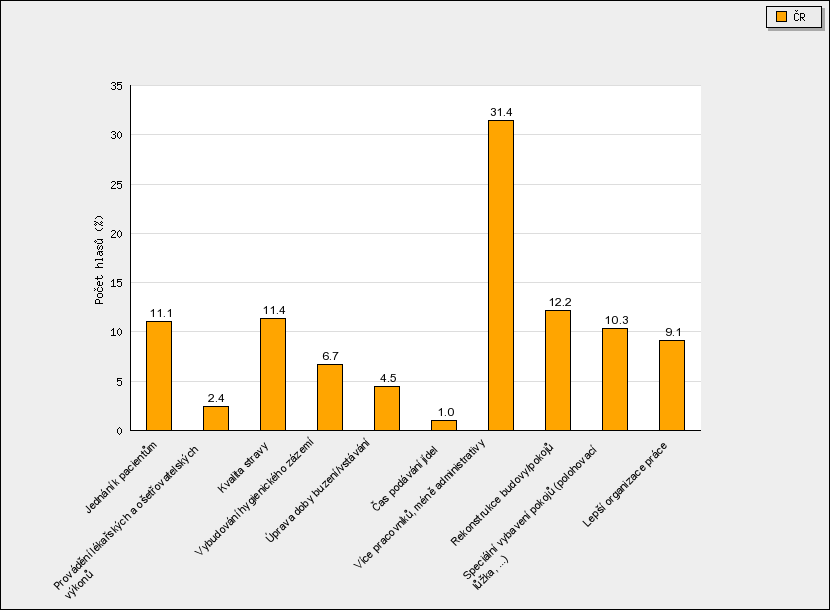 ČR
35
30
25
20
15
10
5
0
Počet hlasů (%)
11.1
2.4
11.4
6.7
4.5
1.0
31.4
12.2
10.3
9.1
Jednání k pacientům
Provádění lékařských a ošetřovatelských
výkonů
Kvalita stravy
Vybudování hygienického zázemí
Úprava doby buzení/vstávání
Čas podávání jídel
Více pracovníků, méně administrativy
Rekonstrukce budovy/pokojů
Speciální vybavení pokojů (polohovací
lůžka, ...)
Lepší organizace práce